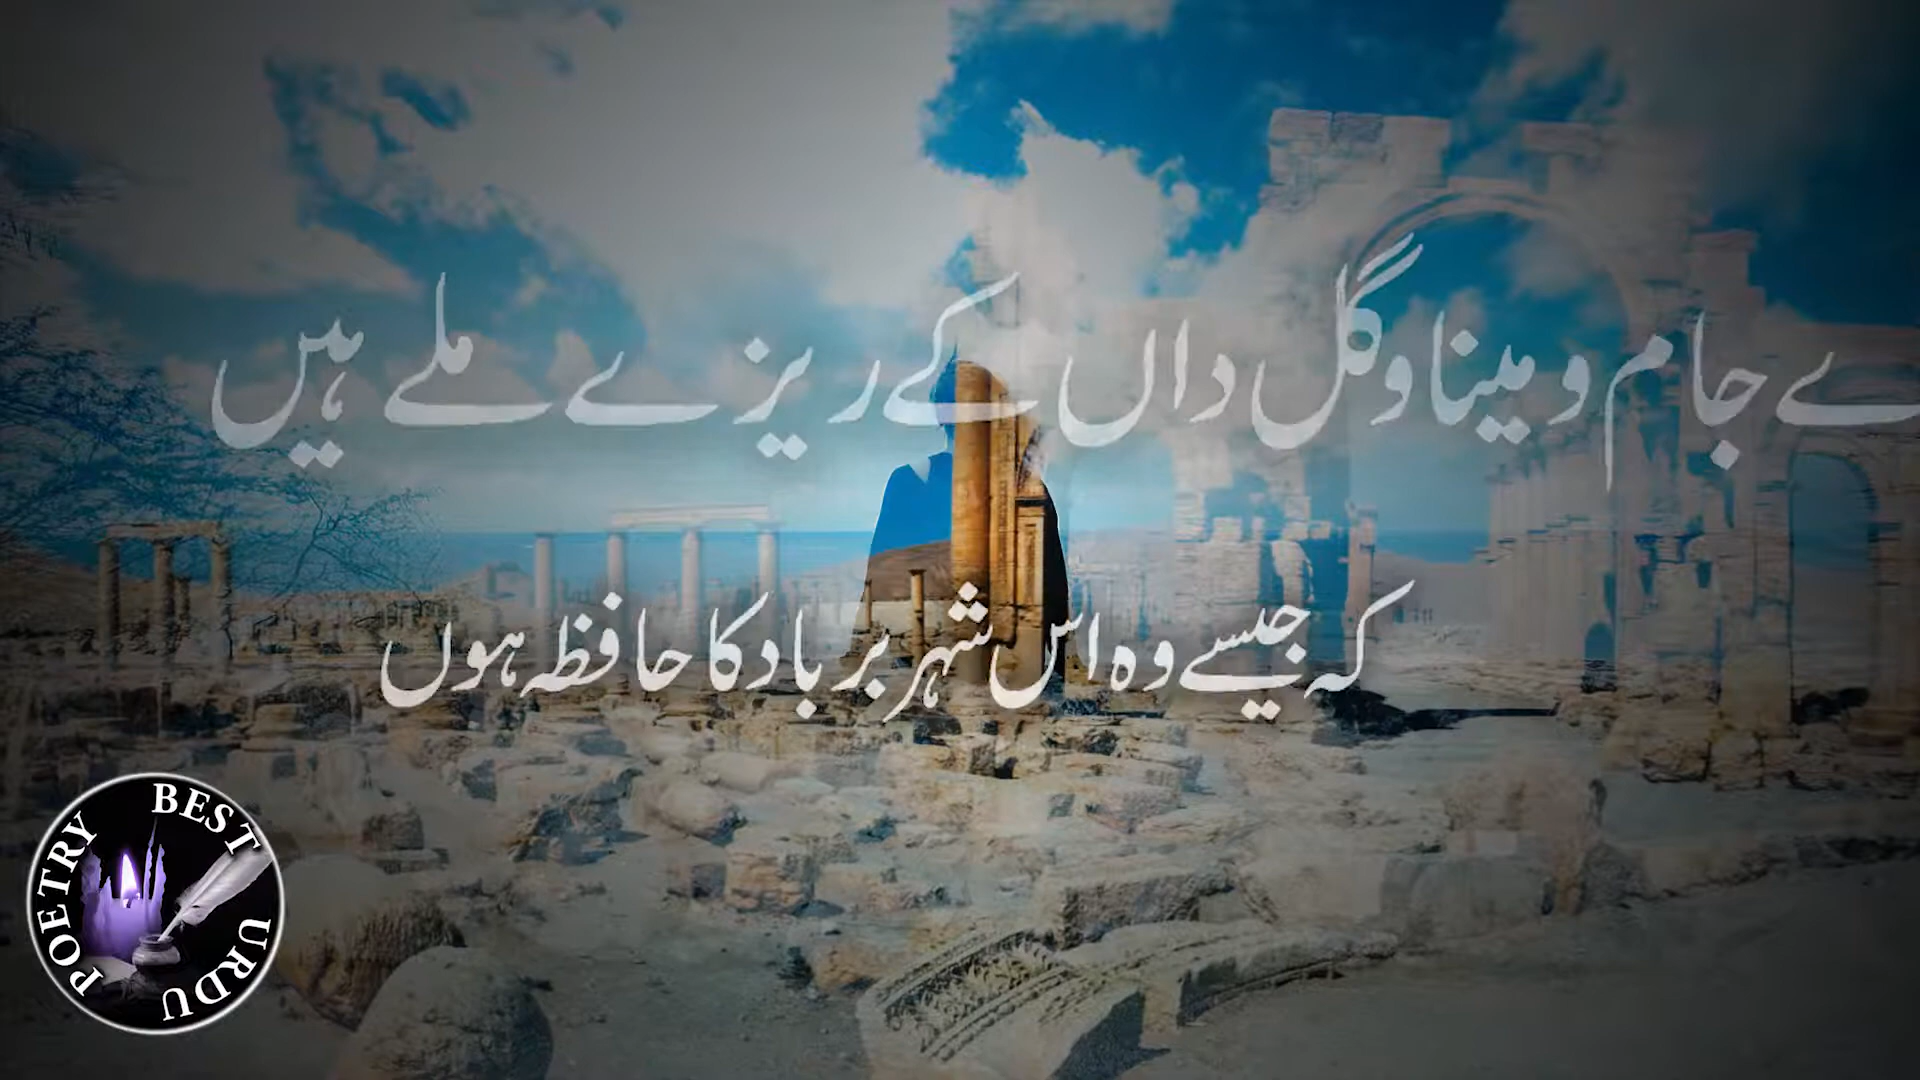 ے جام و مینا و گل داں کے ریزے ملے ہیں
کہ جیسے وہ اس شہر برباد کا حافظہ ہوں
BEST URDU POETRY